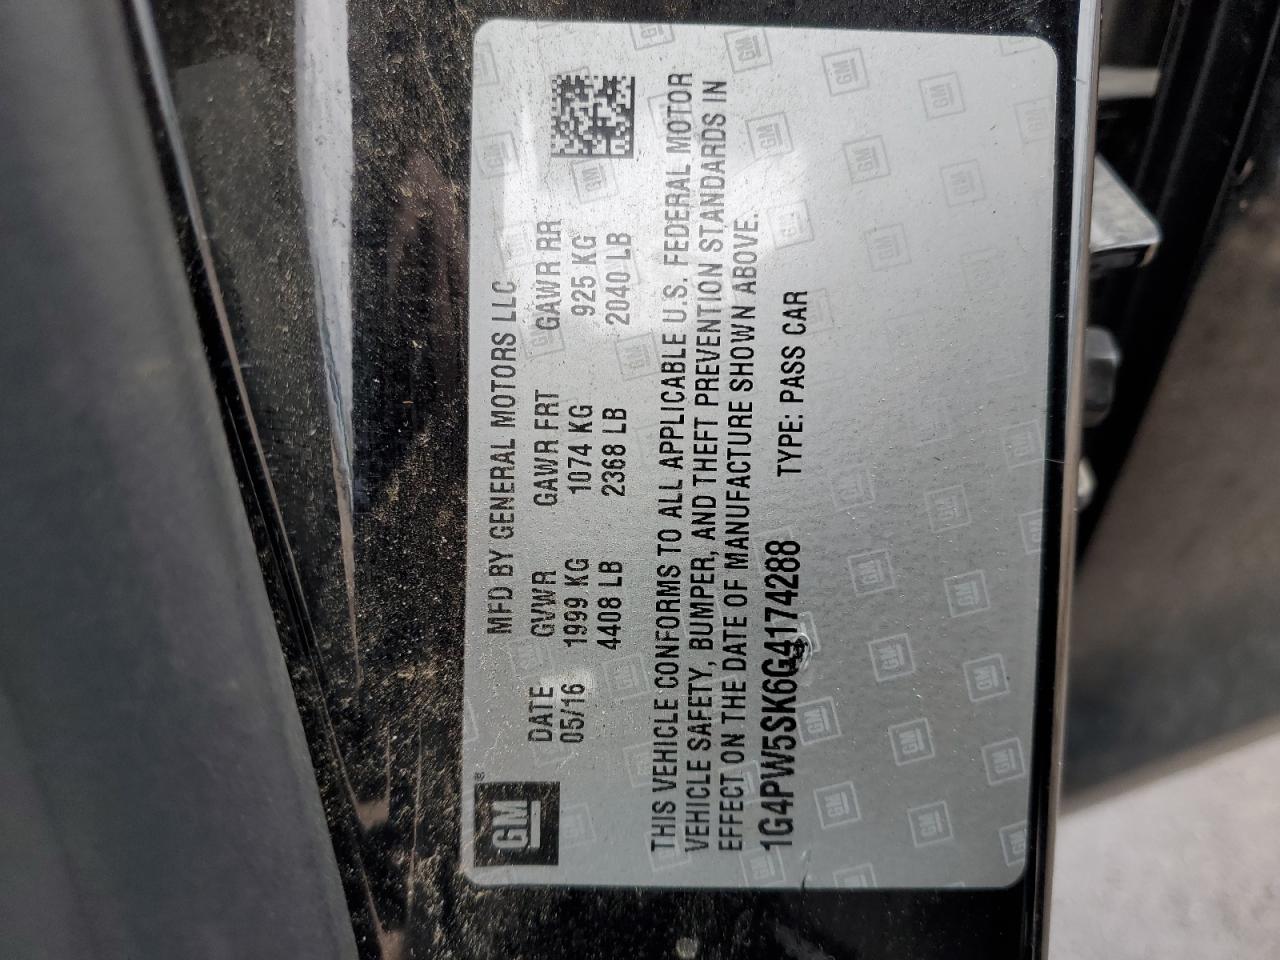 GM®
MFD BY GENERAL MOTORS LLC
DATE GVWR GAWR FRT GAWR RR
05/16 1999 KG 1074 KG 925 KG
4408 LB 2368 LB 2040 LB
THIS VEHICLE CONFORMS TO ALL APPLICABLE U.S. FEDERAL MOTOR
VEHICLE SAFETY, BUMPER, AND THEFT PREVENTION STANDARDS IN
EFFECT ON THE DATE OF MANUFACTURE SHOWN ABOVE.
1G4PW5SK6G4174288 TYPE: PASS CAR